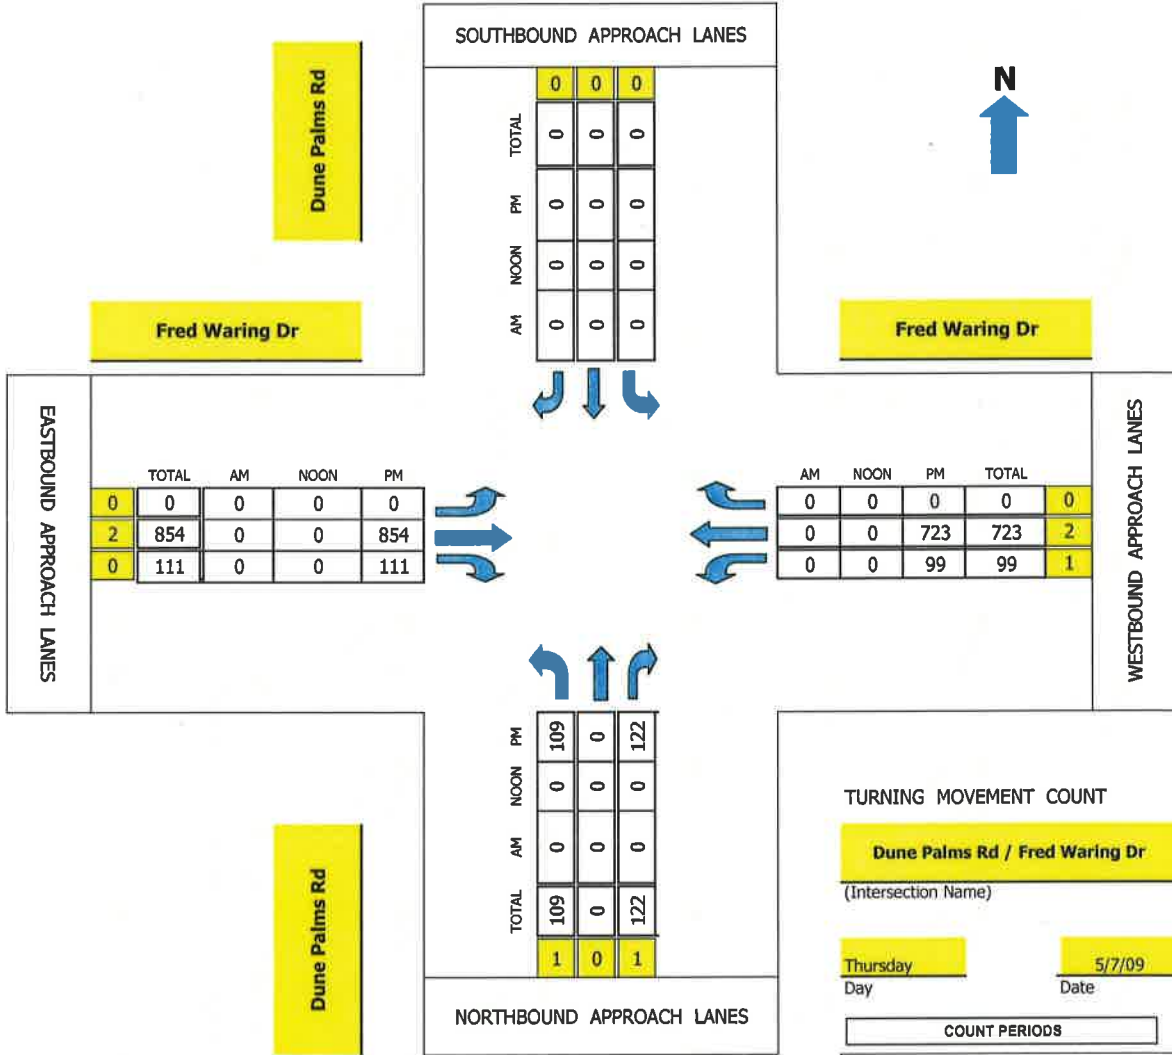 SOUTHBOUND APPROACH LANES
0 0 0
TOTAL 0 0 0
PM 0 0 0
NOON 0 0 0
AM 0 0 0
N
Dune Palms Rd
Fred Waring Dr
Fred Waring Dr
EASTBOUND APPROACH LANES
TOTAL AM NOON PM
0 0 0 0 0
2 854 0 0 854
0 111 0 0 111
AM NOON PM TOTAL
0 0 0 0 0
0 0 723 723 2
0 0 99 99 1
WESTBOUND APPROACH LANES
PM 109 0 122
NOON 0 0 0
AM 0 0 0
TOTAL 109 0 122
1 0 1
NORTHBOUND APPROACH LANES
Dune Palms Rd
TURNING MOVEMENT COUNT
Dune Palms Rd / Fred Waring Dr
(Intersection Name)
Thursday 5/7/09
Day Date
COUNT PERIODS